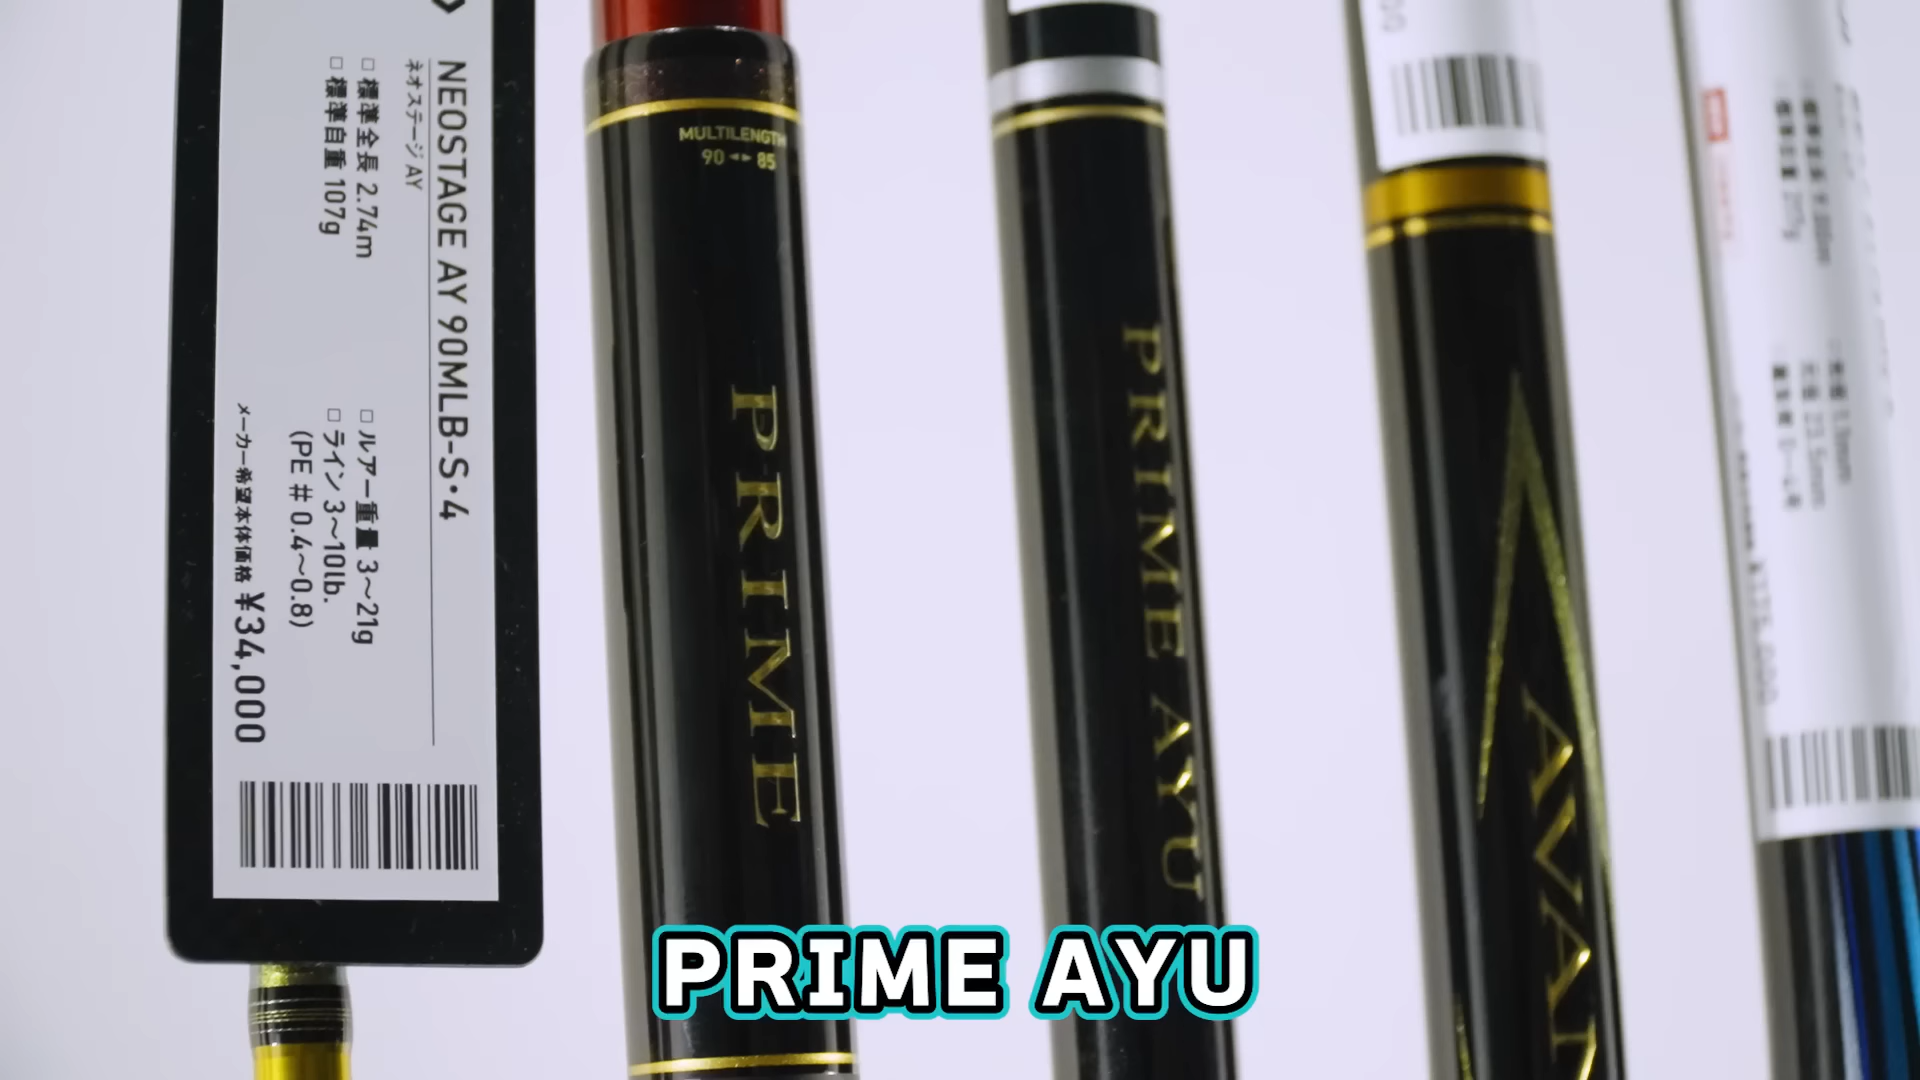 NEOSTAGE AY 90MLB-S・4
ネオステージ AY
□ 標準全長 2.74m
□ 標準自重 107g
□ ルアー重量 3～21g
□ ライン 3～10lb.
(PE # 0.4～0.8)
メーカー希望本体価格 ¥34,000
MULTILENGTH
90 ◄► 85
PRIME
PRIME AYU
PRIME AYU